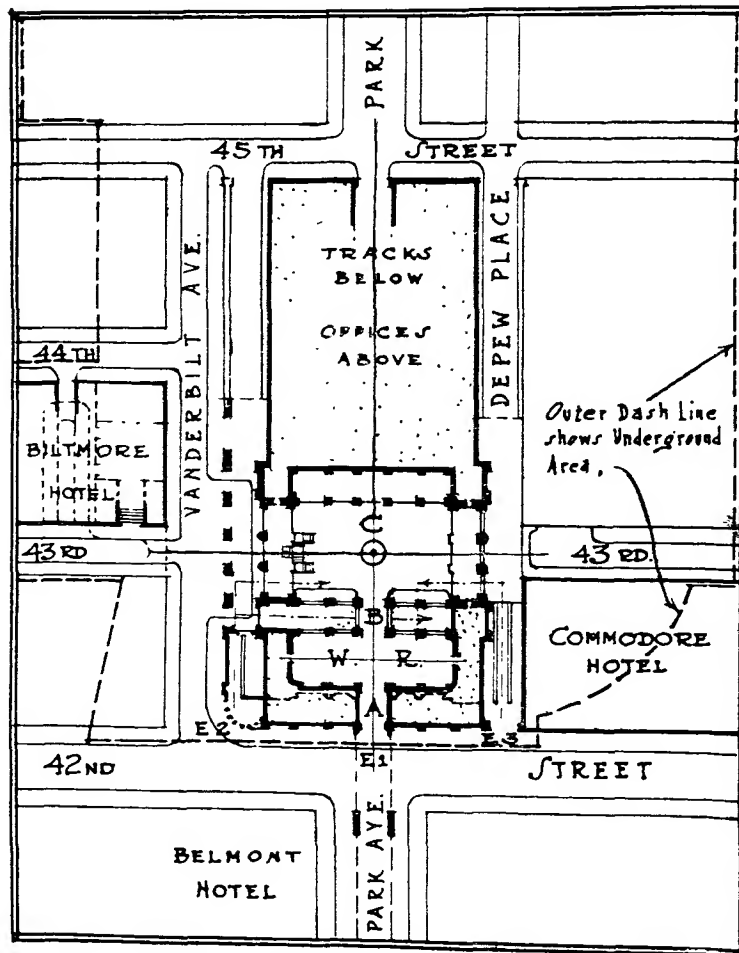 PARK
45TH STREET
VANDERBILT AVE.
TRACKS
BELOW
OFFICES
ABOVE
DEPEW PLACE
44TH
BILTMORE
HOTEL
Outer Dash Line
shows Underground
Area.
43RD
C
43 RD.
B
V
W R
COMMODORE
HOTEL
A
E2
E1
E3
42ND STREET
PARK AVE.
BELMONT
HOTEL